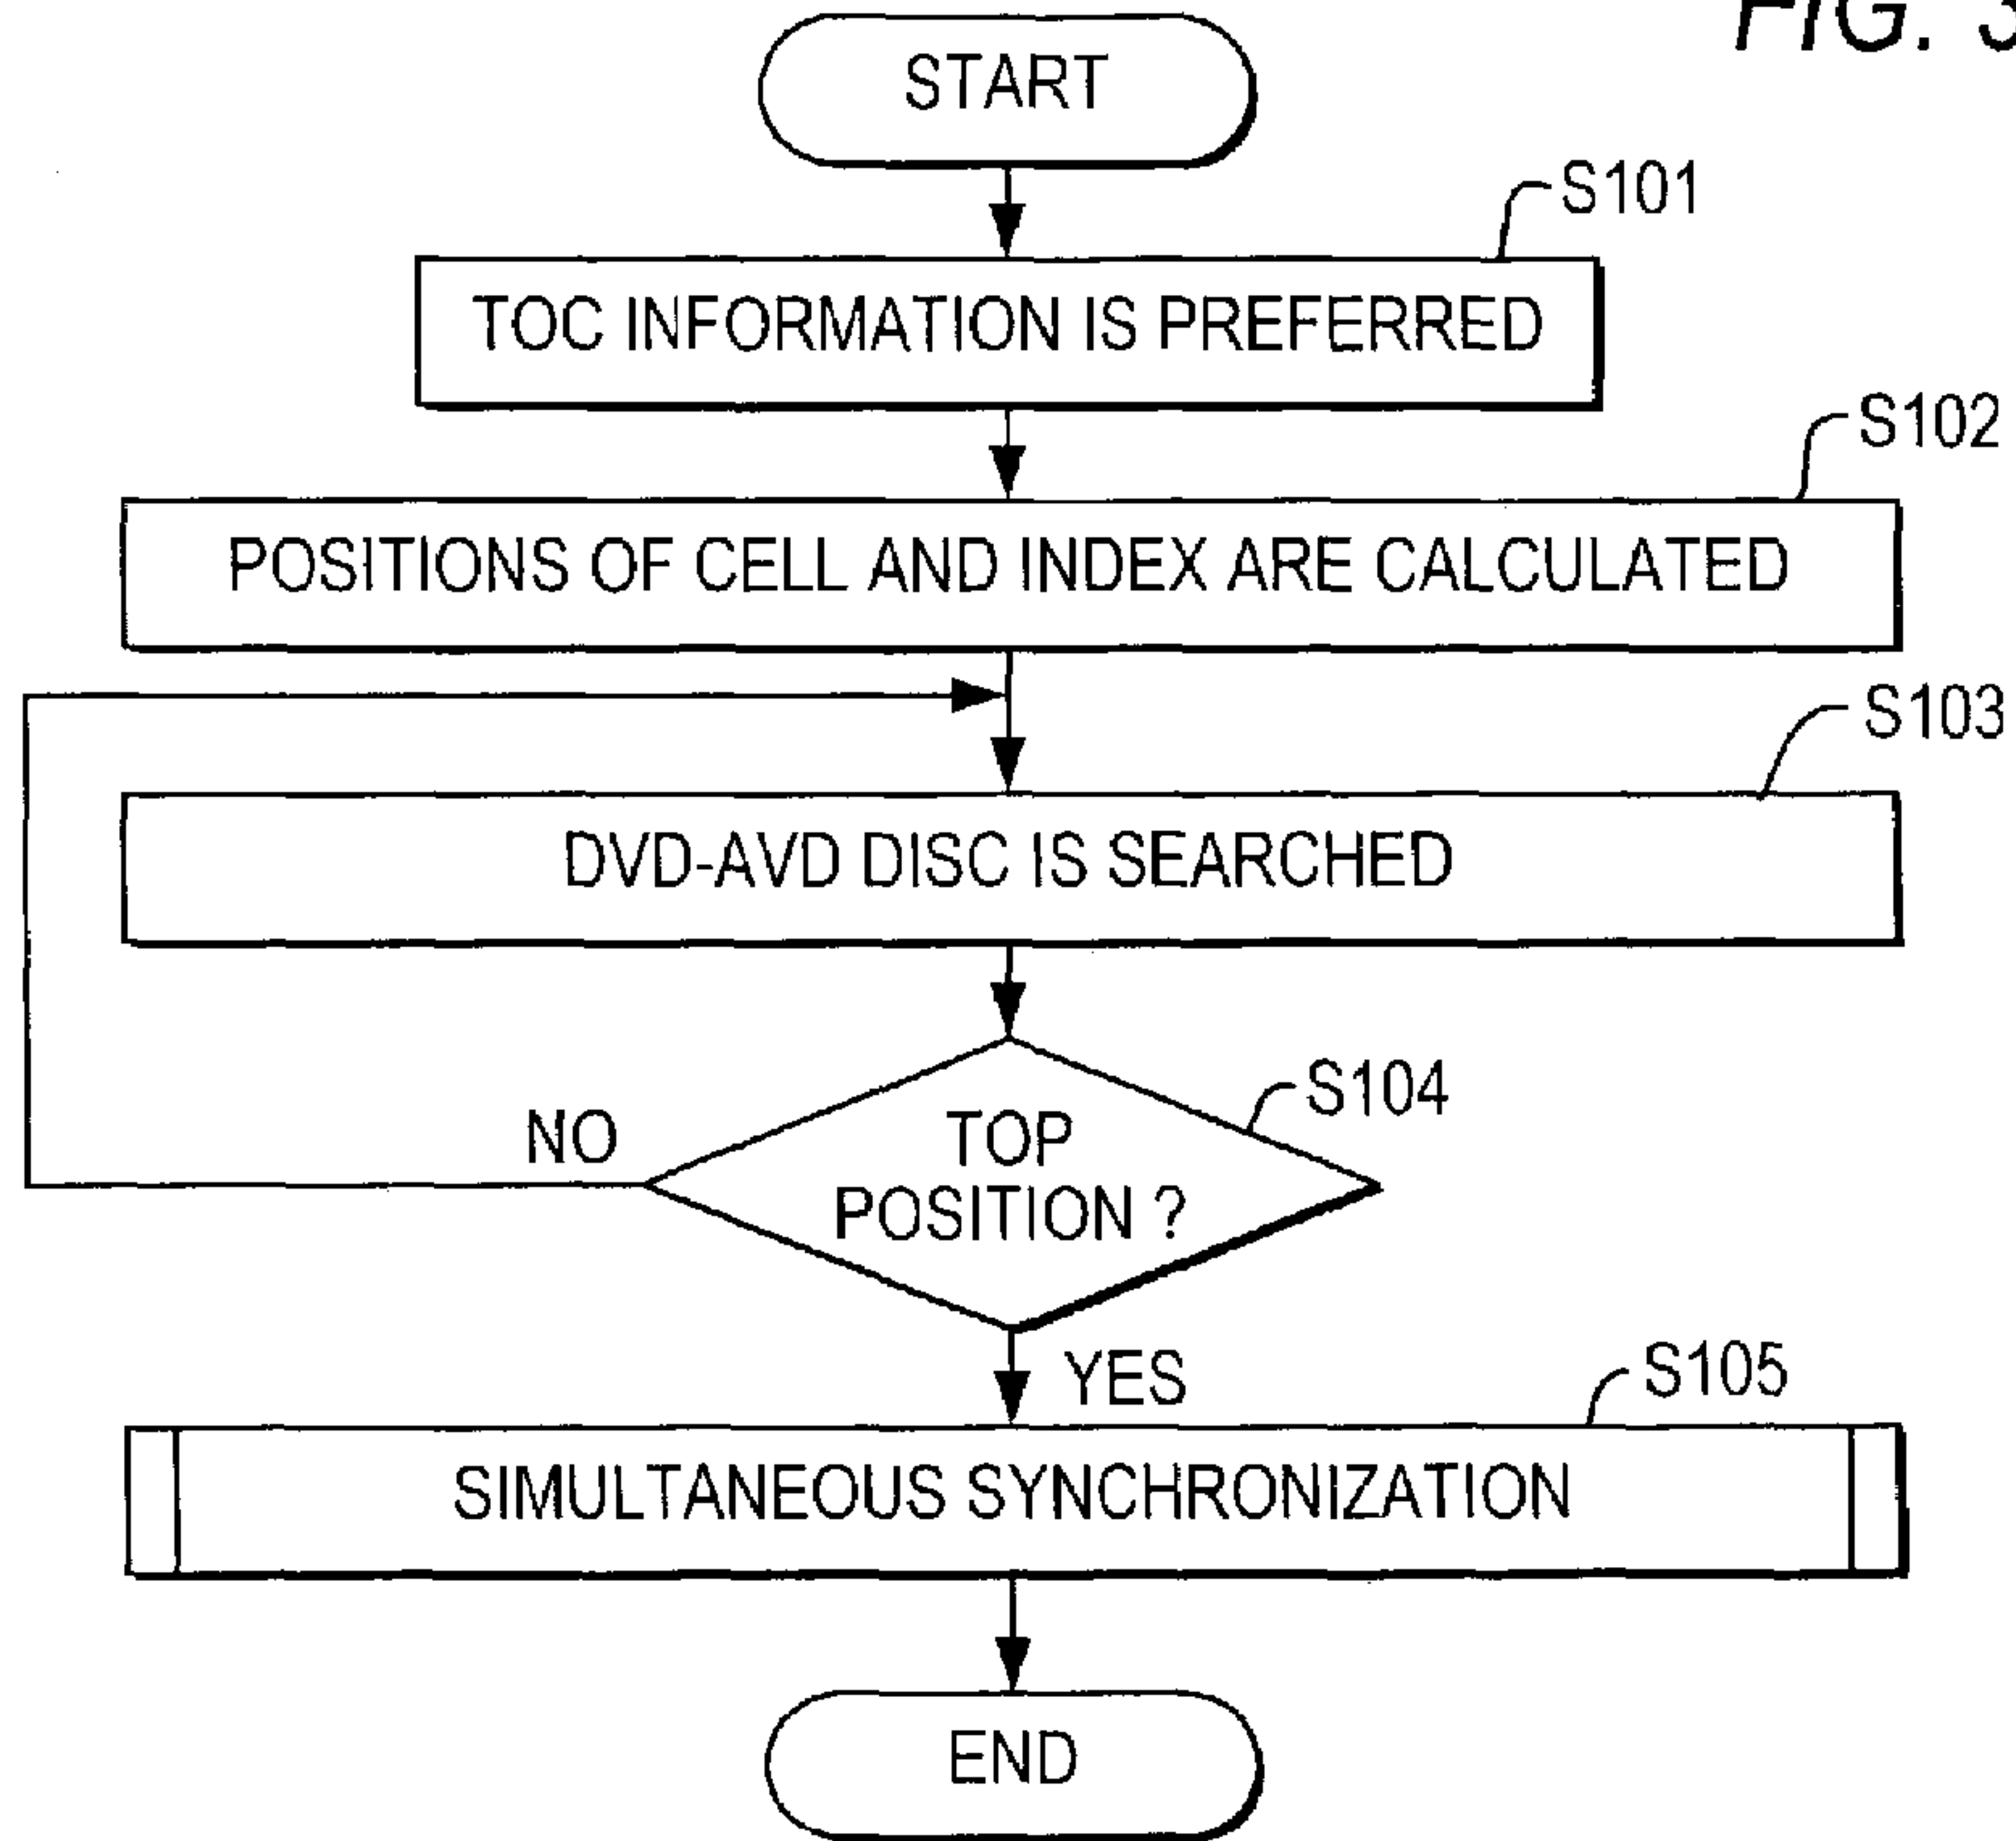 FIG. 3
START
S101
TOC INFORMATION IS PREFERRED
S102
POSITIONS OF CELL AND INDEX ARE CALCULATED
S103
DVD-AVD DISC IS SEARCHED
S104
NO
TOP
POSITION ?
YES
S105
SIMULTANEOUS SYNCHRONIZATION
END